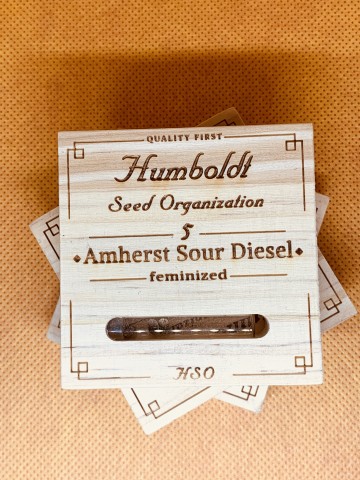 QUALITY FIRST
Humboldt
Seed Organization
5
Amherst Sour Diesel
feminized
HSO